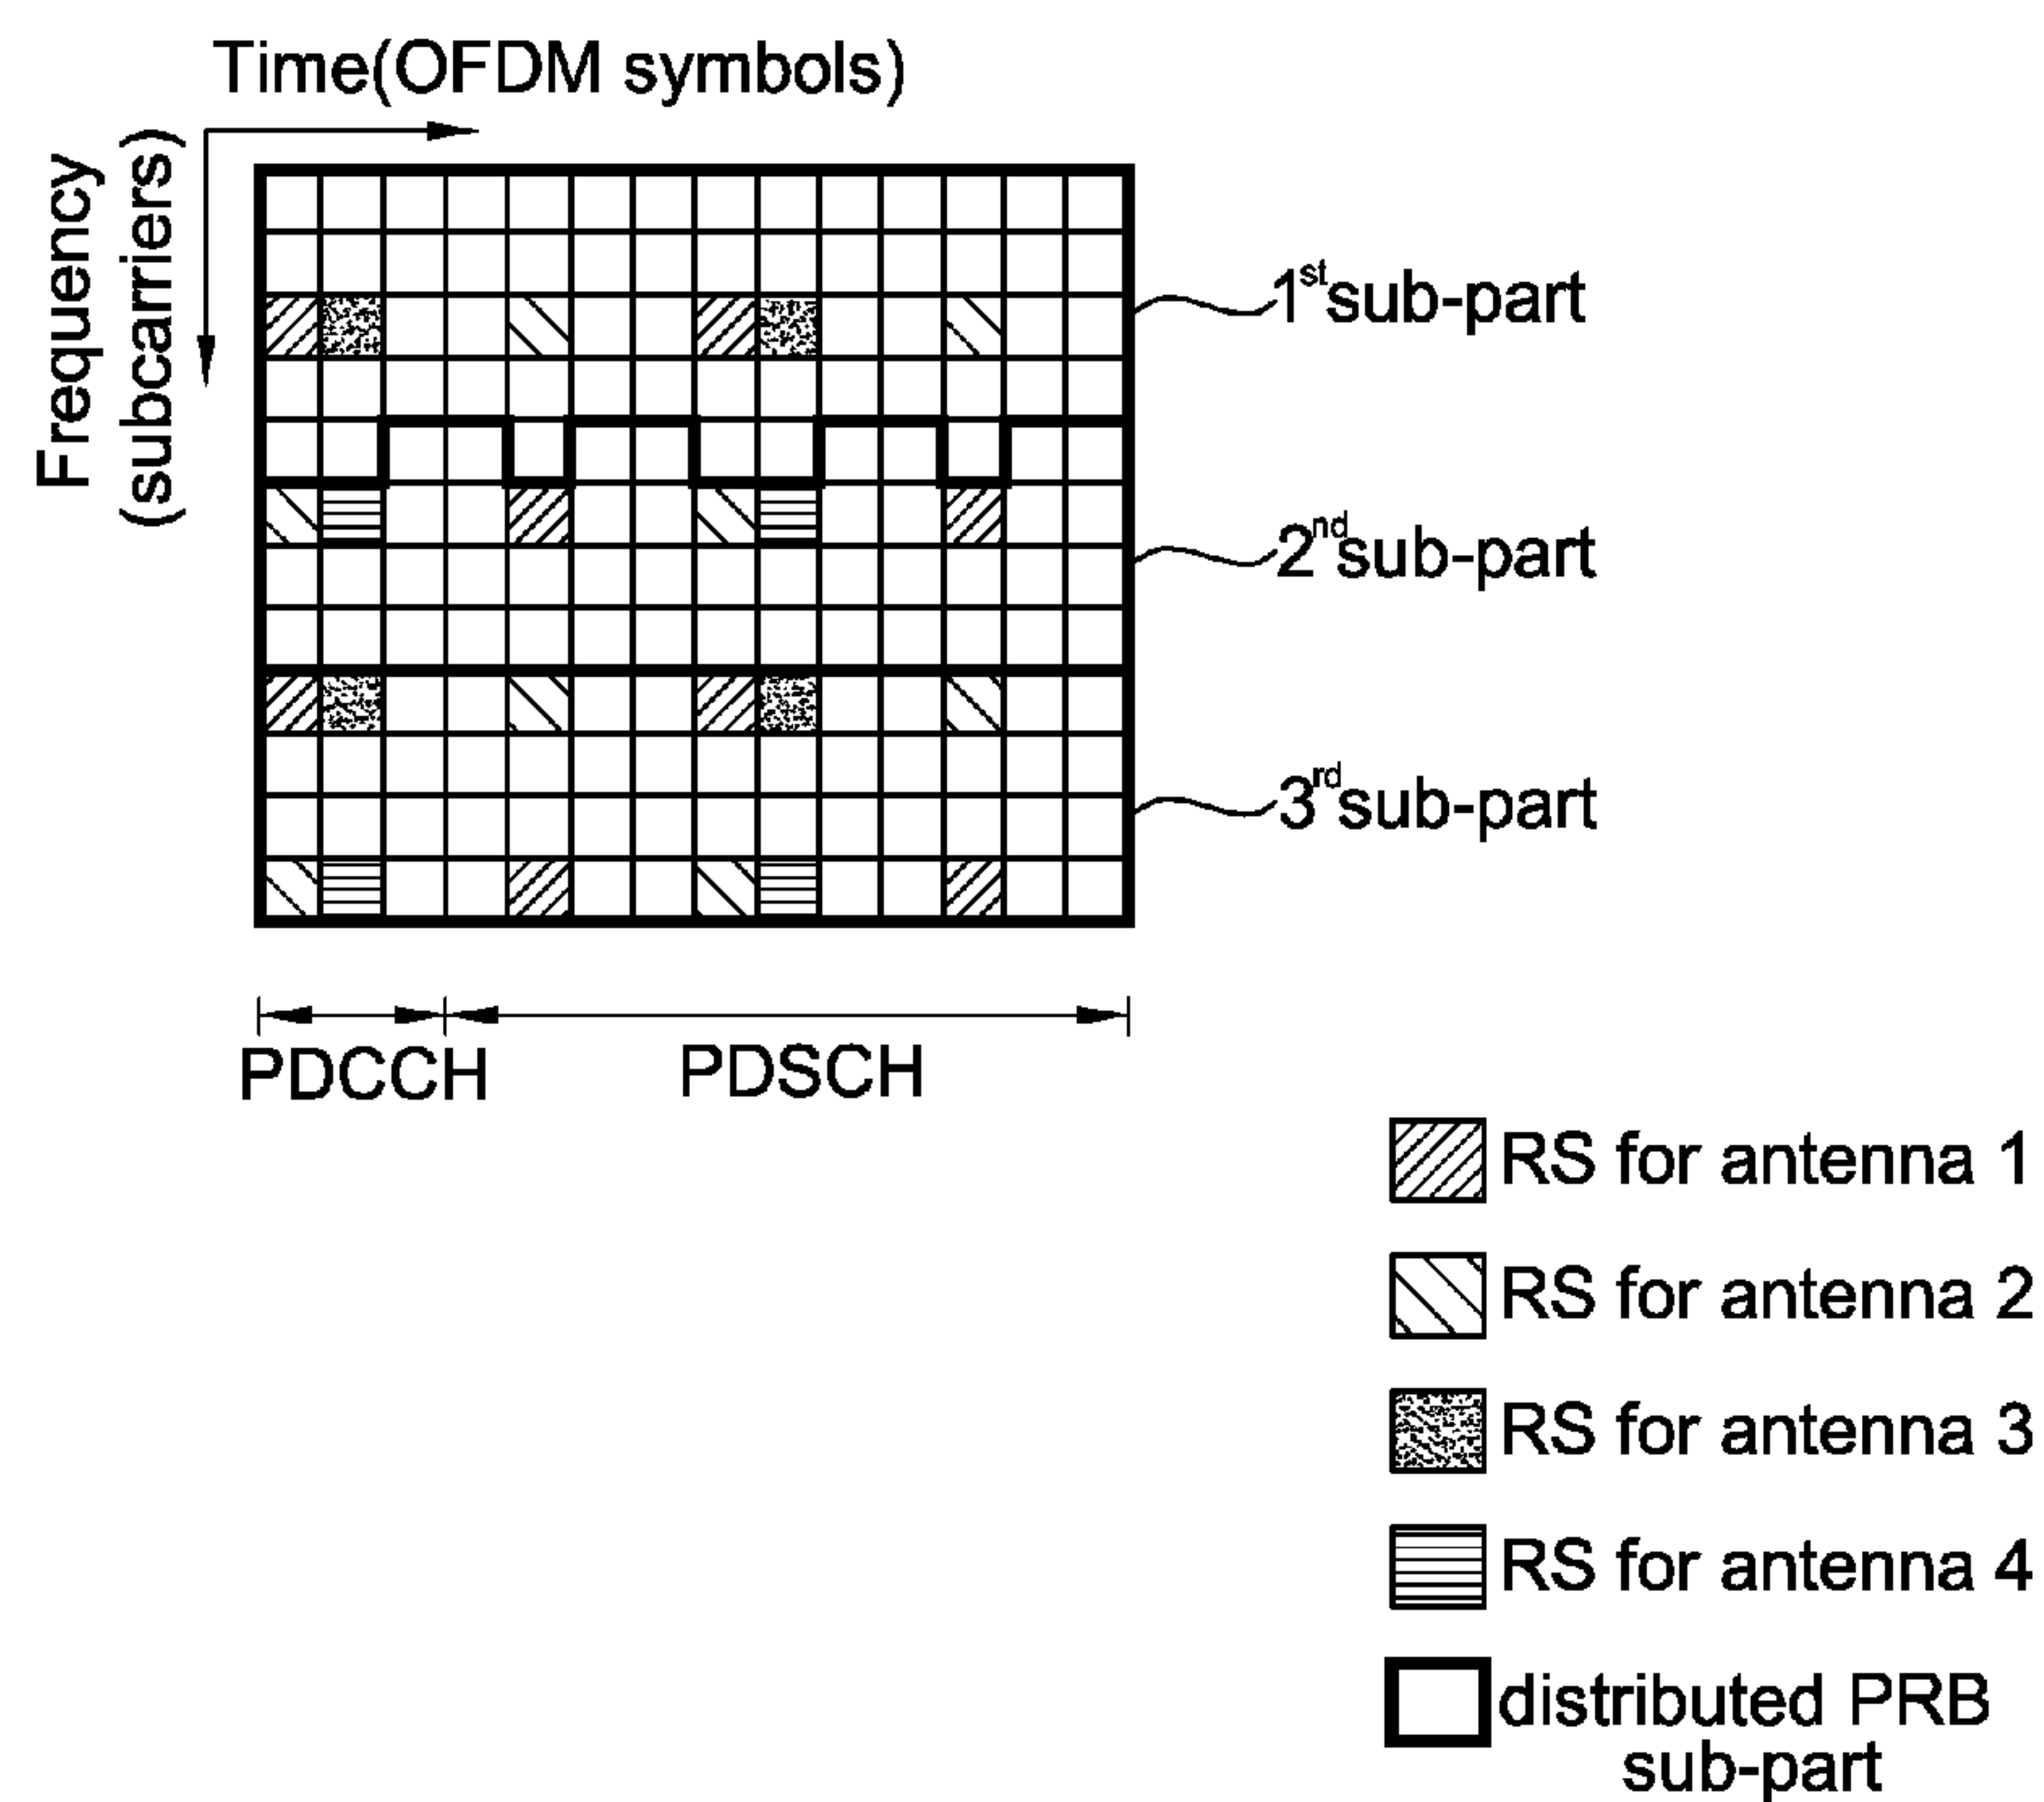 Time(OFDM symbols)
Frequency
(subcarriers)
1st sub-part
2nd sub-part
3rd sub-part
PDCCH
PDSCH
RS for antenna 1
RS for antenna 2
RS for antenna 3
RS for antenna 4
distributed PRB
sub-part